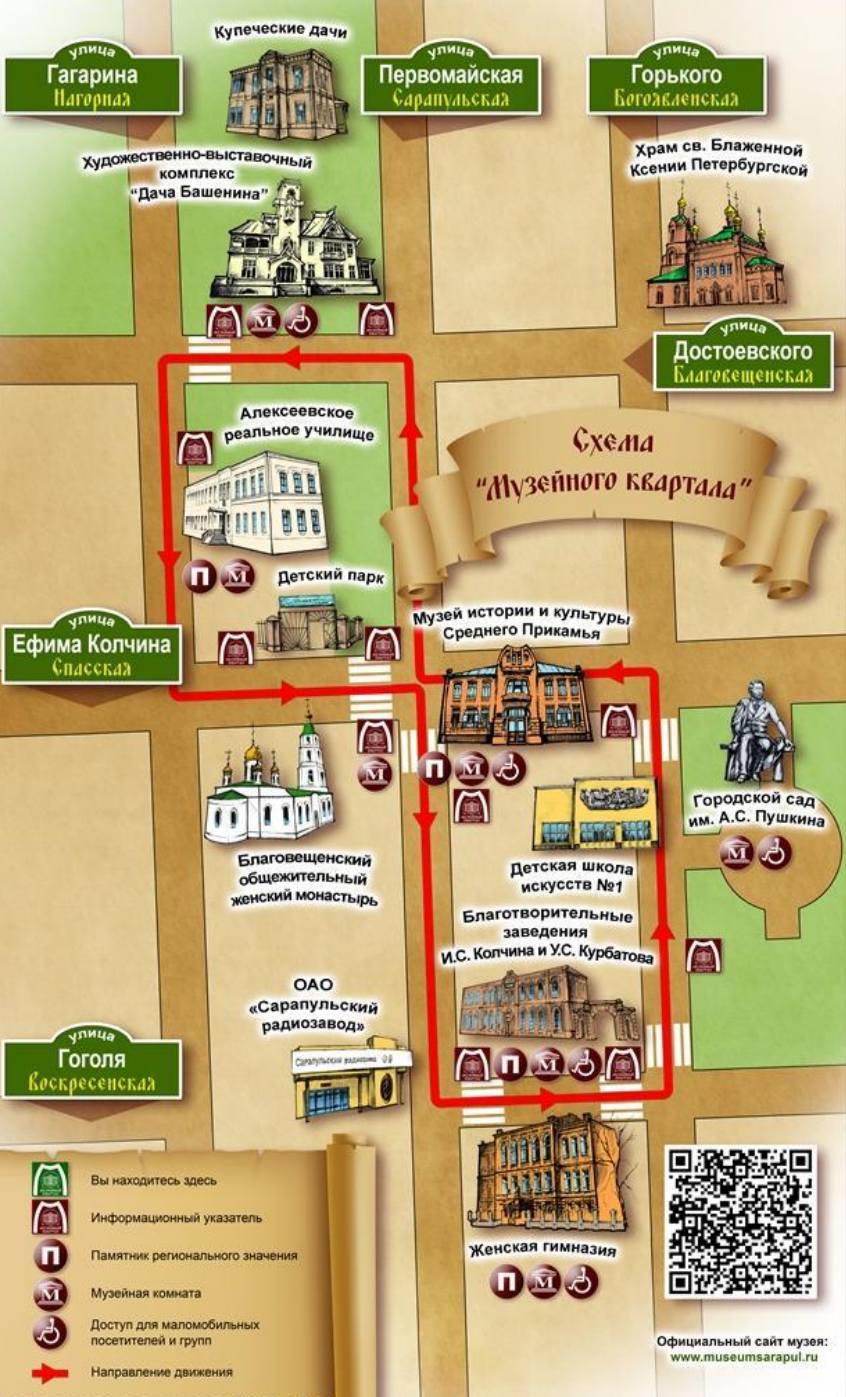 Купеческие дачи
улица
Гагарина
Нагорная
улица
Первомайская
Сарапульская
улица
Горького
Богоявленская
Художественно-выставочный
комплекс
"Дача Башенина"
Храм св. Блаженной
Ксении Петербургской
улица
Достоевского
Благовещенская
Алексеевское
реальное училище
Схема
"Музейного квартала"
П М
Детский парк
улица
Ефима Колчина
Спасская
Музей истории и культуры
Среднего Прикамья
М
П М
Городской сад
им. А.С. Пушкина
М
Благовещенский
общежительный
женский монастырь
Детская школа
искусств №1
Благотворительные
заведения
И.С. Колчина и У.С. Курбатова
ОАО
«Сарапульский
радиозавод»
Сарапульский радиозавод
улица
Гоголя
Воскресенская
П М
Женская гимназия
П М
Вы находитесь здесь
Информационный указатель
П Памятник регионального значения
М Музейная комната
Доступ для маломобильных
посетителей и групп
Направление движения
Официальный сайт музея:
www.museumsarapul.ru